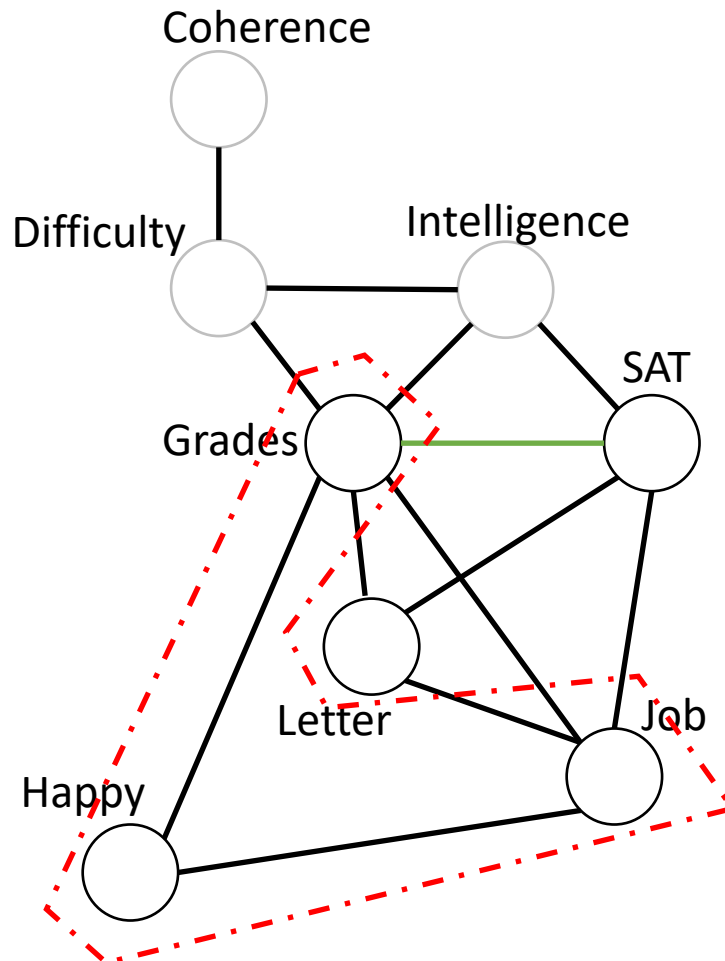 Coherence
Difficulty
Intelligence
SAT
Grades
Letter
Job
Happy